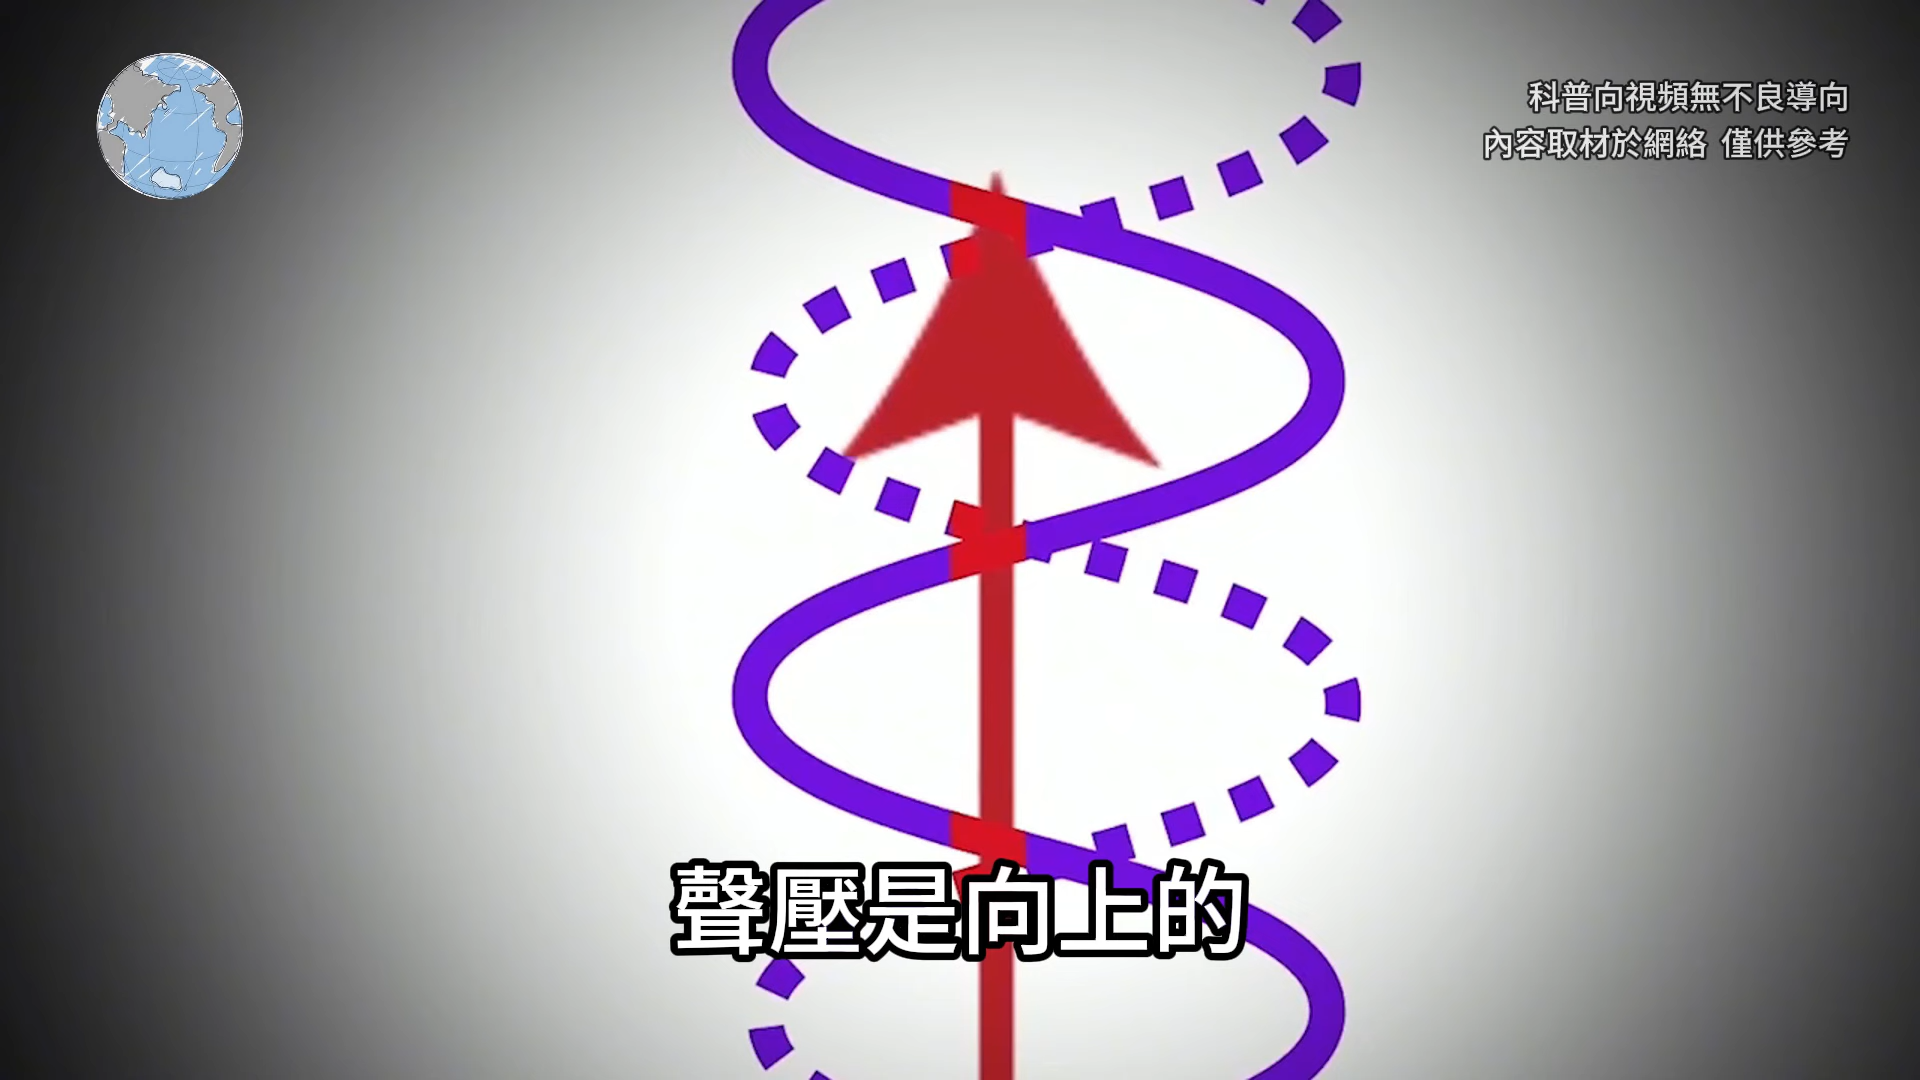 科普向視頻無不良導向
內容取材於網絡 僅供參考
聲壓是向上的